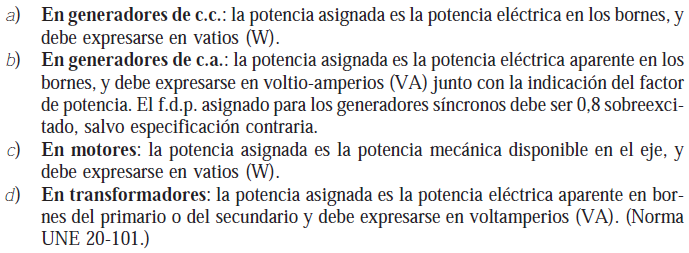 a) En generadores de c.c.: la potencia asignada es la potencia eléctrica en los bornes, y
debe expresarse en vatios (W).
b) En generadores de c.a.: la potencia asignada es la potencia eléctrica aparente en los
bornes, y debe expresarse en voltio-amperios (VA) junto con la indicación del factor
de potencia. El f.d.p. asignado para los generadores síncronos debe ser 0,8 sobreexci-
tado, salvo especificación contraria.
c) En motores: la potencia asignada es la potencia mecánica disponible en el eje, y
debe expresarse en vatios (W).
d) En transformadores: la potencia asignada es la potencia eléctrica aparente en bor-
nes del primario o del secundario y debe expresarse en voltamperios (VA). (Norma
UNE 20-101.)